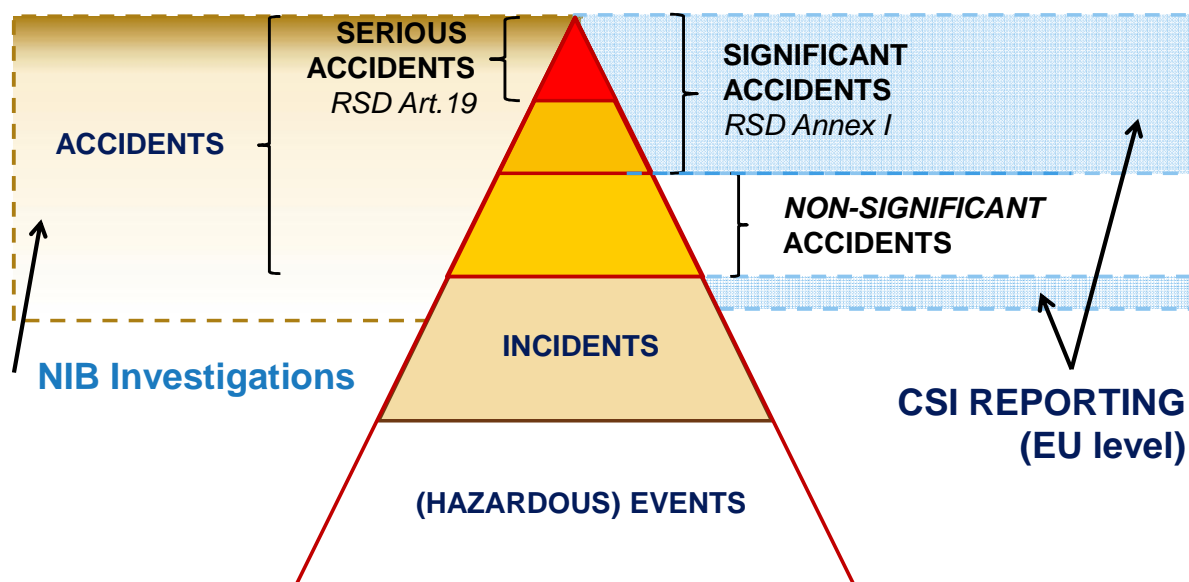 SERIOUS
ACCIDENTS
RSD Art.19
SIGNIFICANT
ACCIDENTS
RSD Annex I
ACCIDENTS
NON-SIGNIFICANT
ACCIDENTS
INCIDENTS
NIB Investigations
CSI REPORTING
(EU level)
(HAZARDOUS) EVENTS